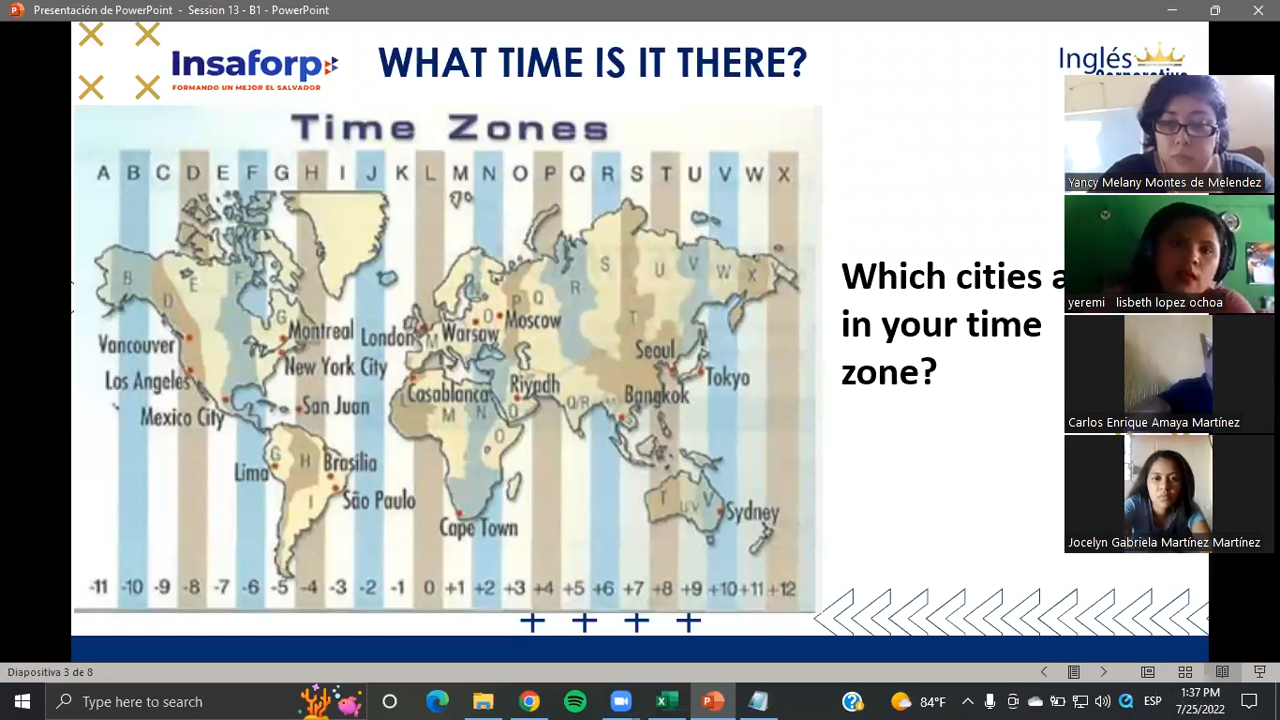 Presentación de PowerPoint - Session 13 - B1 - PowerPoint
Insaforp
FORMANDO UN MEJOR EL SALVADOR
WHAT TIME IS IT THERE?
Inglés
Time Zones
A B C D E F G H I J K L M N O P Q R S T U V W X
B D E F G
Montreal
Vancouver
New York City
Los Angeles
Mexico City
San Juan
London
Warsaw
Moscow
Casablanca
Riyadh
Seoul
Tokyo
Bangkok
Lima
Brasilia
São Paulo
Cape Town
Sydney
G H I
M N O O
O P Q R S T U V W X
Q/R
T U/V V
-11 -10 -9 -8 -7 -6 -5 -4 -3 -2 -1 0 +1 +2 +3 +4 +5 +6 +7 +8 +9 +10 +11 +12
Which cities a
in your time
zone?
Yancy Melany Montes de Melendez
yeremi lisbeth lopez ochoa
Carlos Enrique Amaya Martínez
Jocelyn Gabriela Martínez Martínez
Diapositiva 3 de 8
Type here to search
84°F
ESP
1:37 PM
7/25/2022